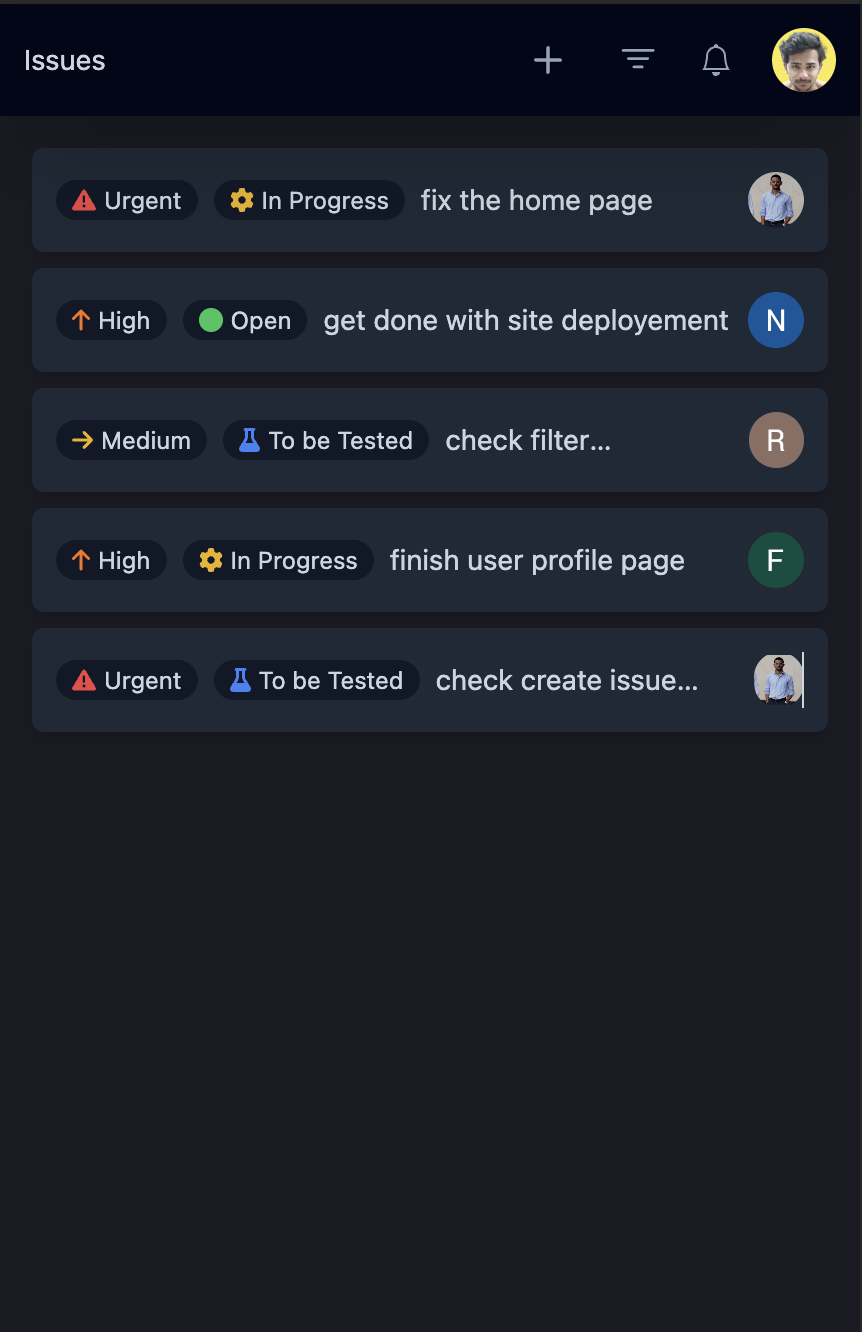 Issues
Urgent In Progress fix the home page
High Open get done with site deployement N
Medium To be Tested check filter... R
High In Progress finish user profile page F
Urgent To be Tested check create issue...